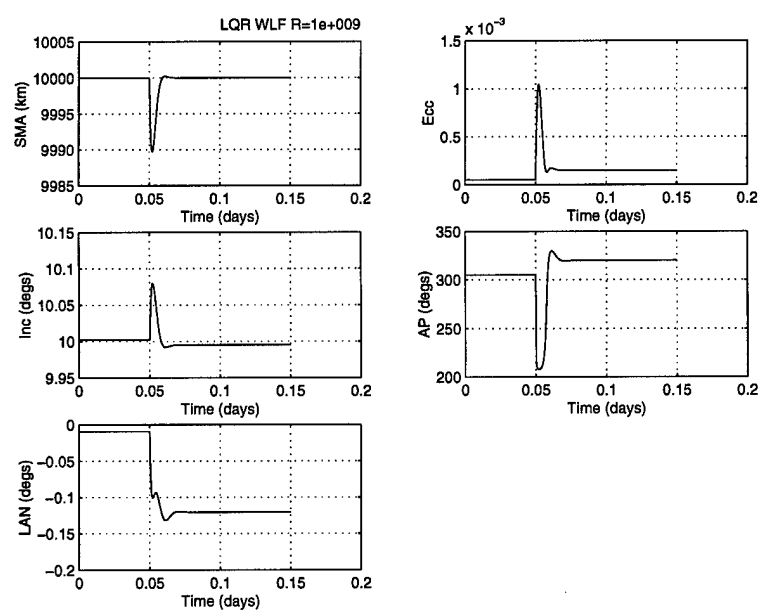 LQR WLF R=1e+009
10005
10000
9995
9990
9985
SMA (km)
0 0.05 0.1 0.15 0.2
Time (days)
x 10⁻³
1.5
1
0.5
0
Ecc
0 0.05 0.1 0.15 0.2
Time (days)
10.15
10.1
10.05
10
9.95
Inc (degs)
0 0.05 0.1 0.15 0.2
Time (days)
350
300
250
200
AP (degs)
0 0.05 0.1 0.15 0.2
Time (days)
0
−0.05
−0.1
−0.15
−0.2
LAN (degs)
0 0.05 0.1 0.15 0.2
Time (days)